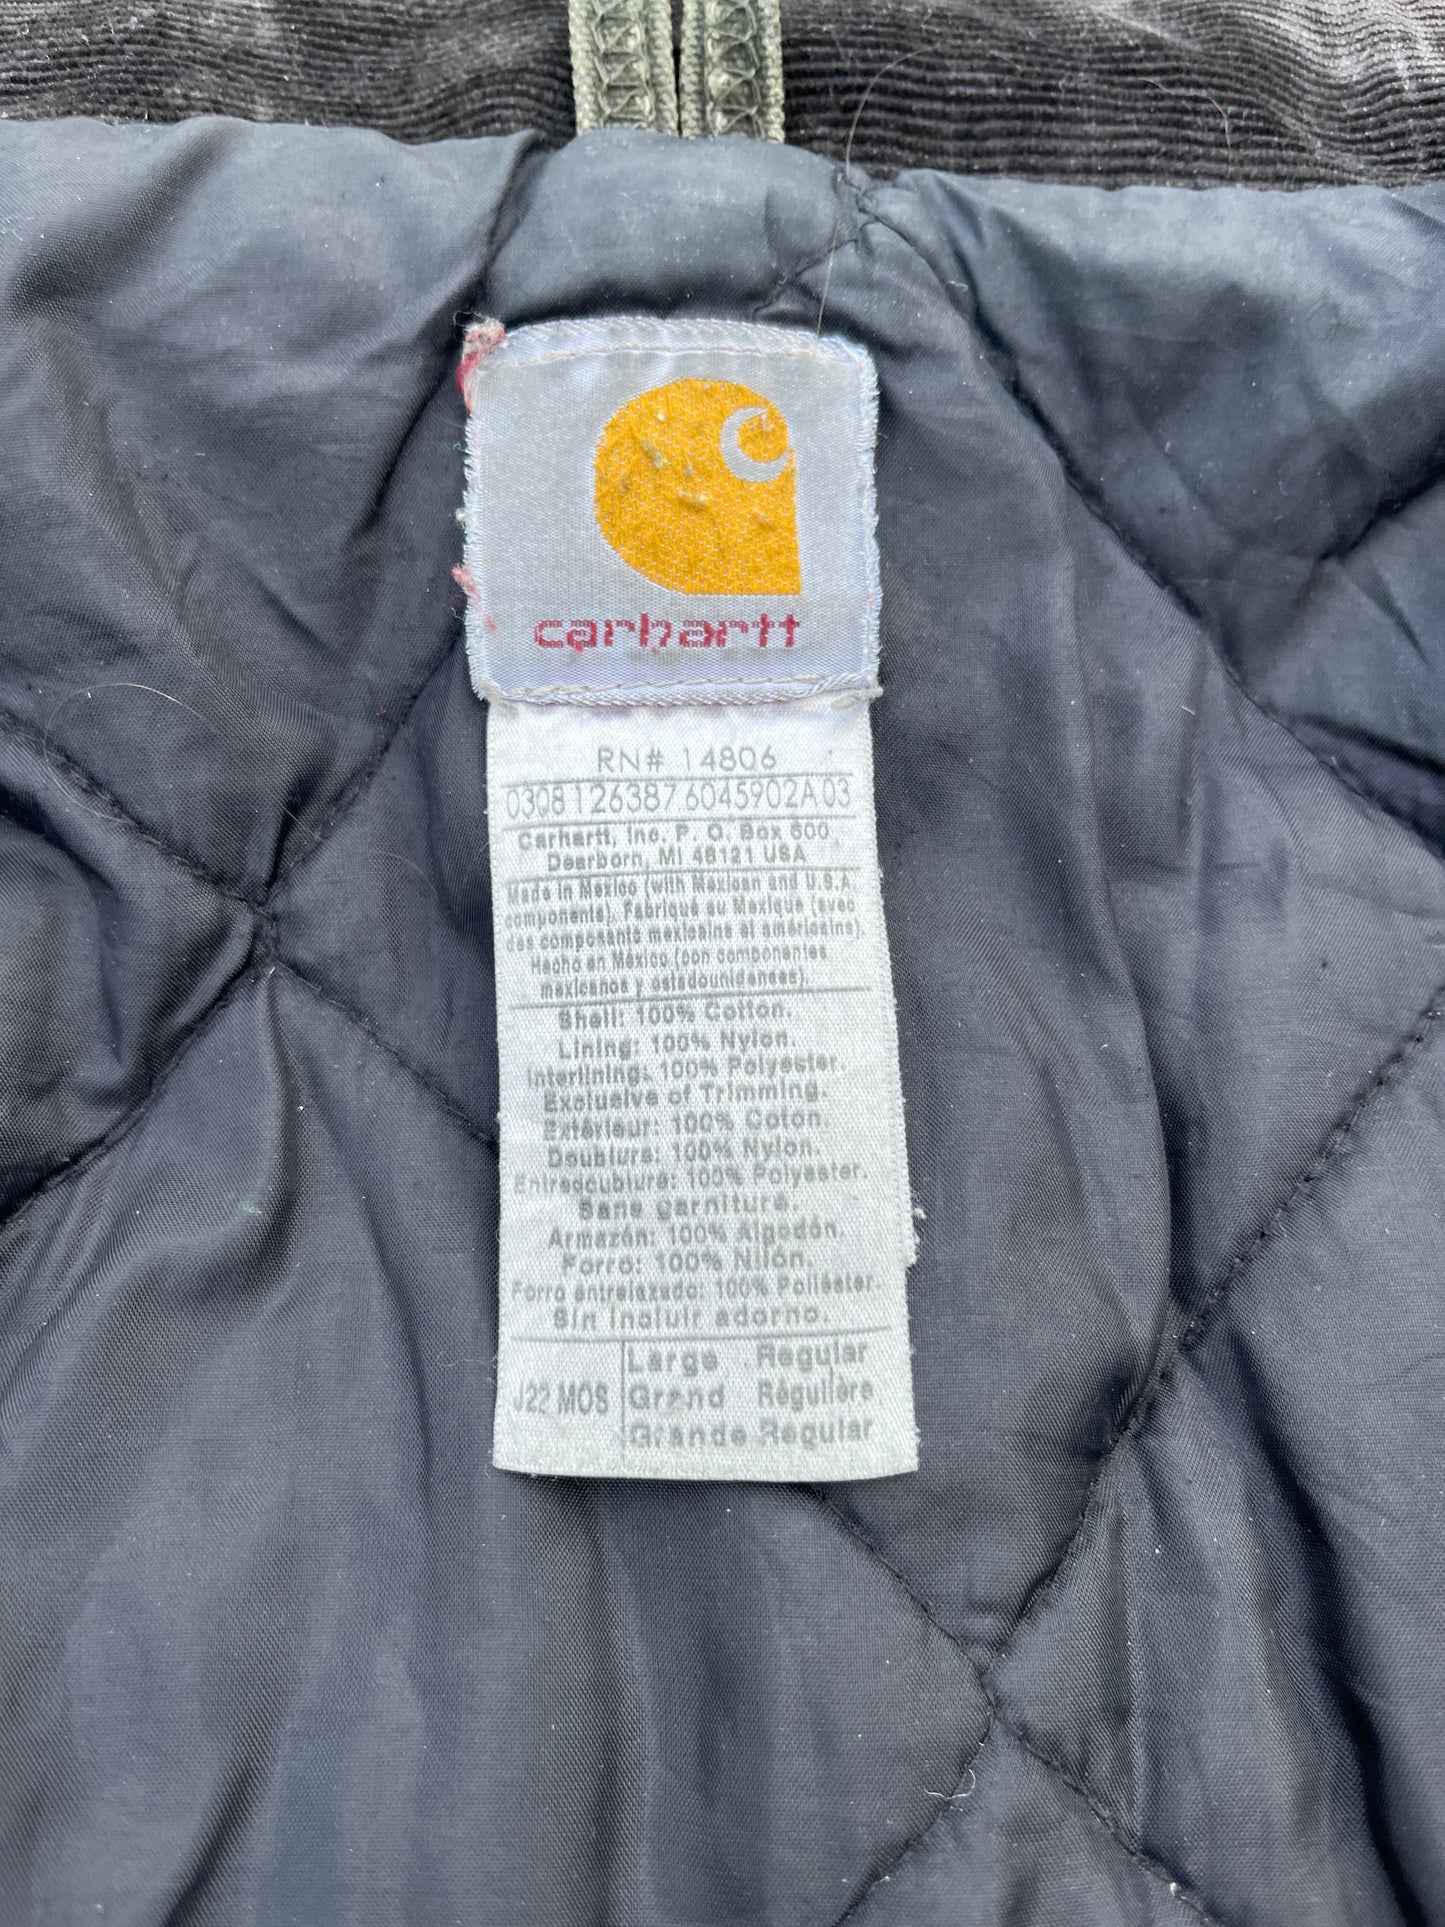 carhartt
RN# 14806
03081263876045902A03
Carhartt, Inc. P. O. Box 600
Dearborn, MI 48121 USA
Made in Mexico (with Mexican and U.S.A.
components). Fabriqué au Mexique (avec
des composants mexicains et américains).
Hecho en México (con componentes
mexicanos y estadounidenses).
Shell: 100% Cotton.
Lining: 100% Nylon.
Interlining: 100% Polyester.
Exclusive of Trimming.
Extérieur: 100% Coton.
Doublure: 100% Nylon.
Entredoublure: 100% Polyester.
Sans garniture.
Armazón: 100% Algodón.
Forro: 100% Nilón.
Forro entrelazado: 100% Poliéster.
Sin incluir adorno.
J22 MOS
Large Regular
Grand Régulière
Grande Regular